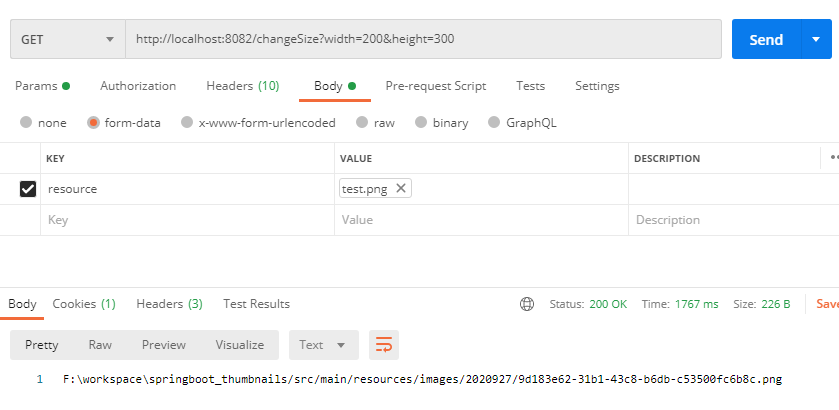 GET http://localhost:8082/changeSize?width=200&height=300 Send
Params Authorization Headers (10) Body Pre-request Script Tests Settings
none form-data x-www-form-urlencoded raw binary GraphQL
KEY VALUE DESCRIPTION
resource test.png
Key Value Description
Body Cookies (1) Headers (3) Test Results Status: 200 OK Time: 1767 ms Size: 226 B Save
Pretty Raw Preview Visualize Text
1 F:\workspace\springboot_thumbnails/src/main/resources/images/2020927/9d183e62-31b1-43c8-b6db-c53500fc6b8c.png